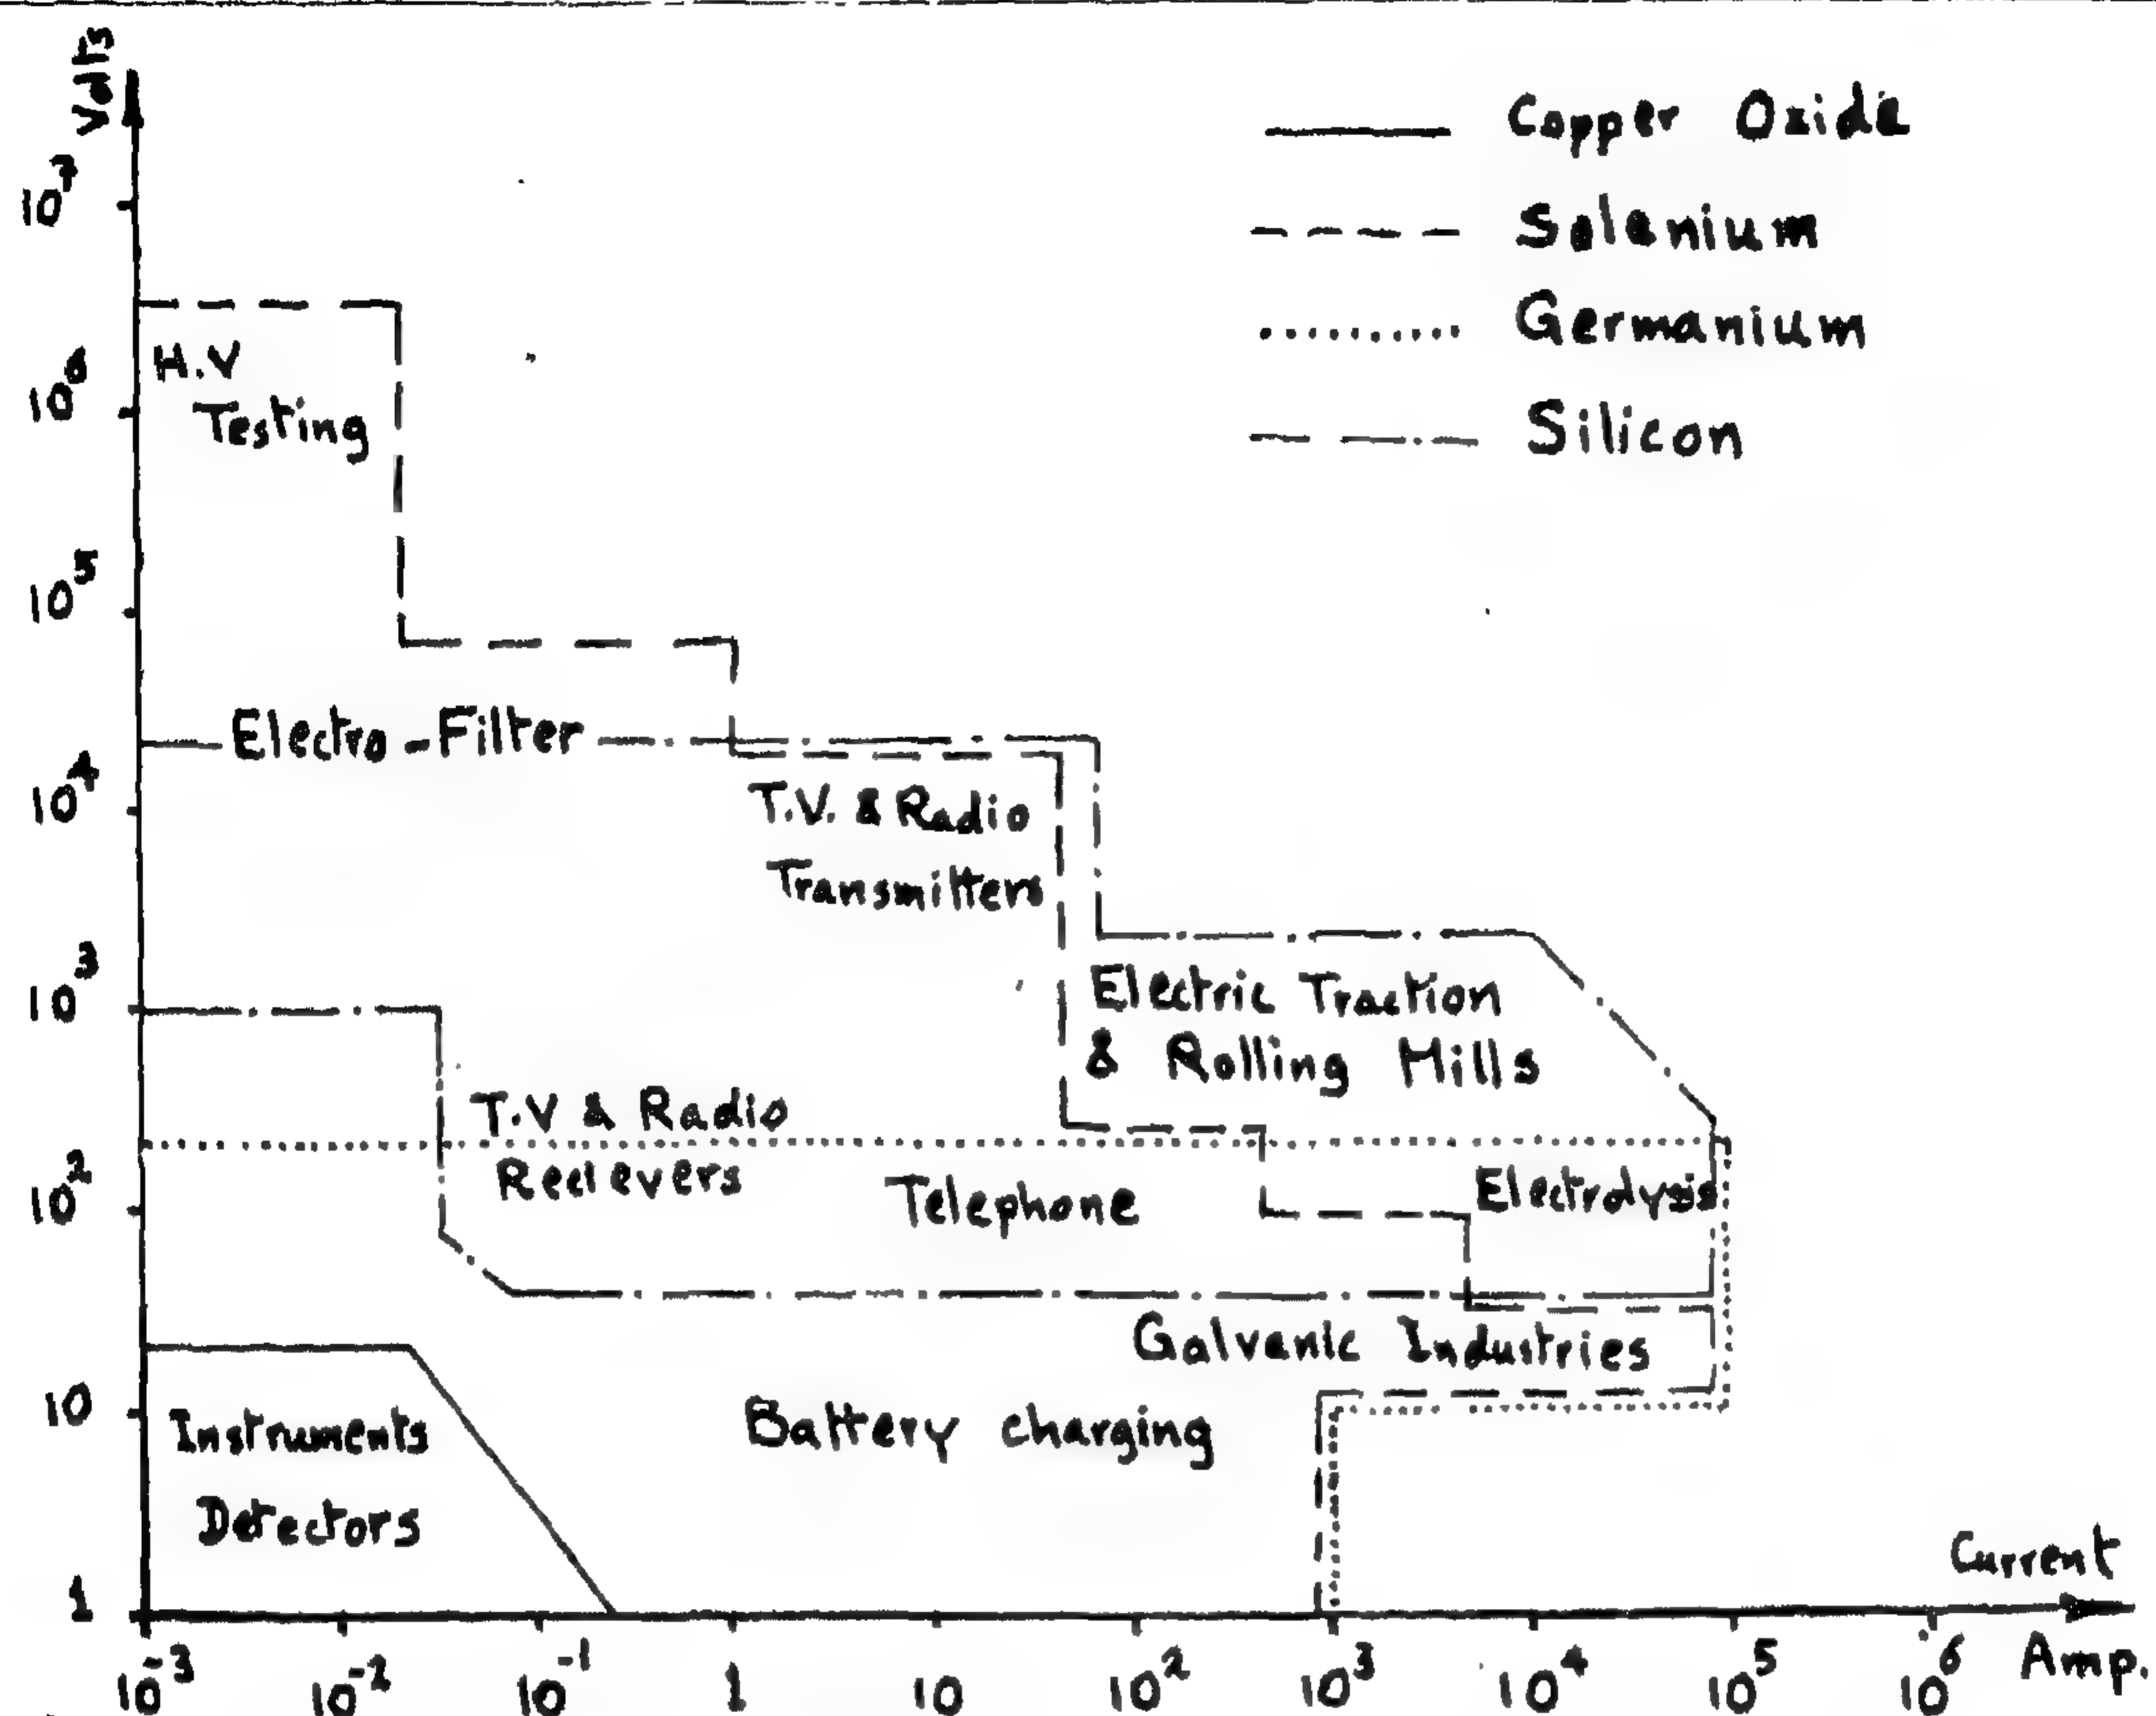 Volts
10⁷
10⁶
10⁵
10⁴
10³
10²
10
1
Copper Oxide
Selenium
Germanium
Silicon
H.V
Testing
Electro-Filter
T.V. & Radio
Transmitters
Electric Traction
& Rolling Mills
T.V & Radio
Recievers
Telephone
Electrolysis
Galvanic Industries
Instruments
Detectors
Battery charging
Current
Amp.
10⁻³
10⁻²
10⁻¹
1
10
10²
10³
10⁴
10⁵
10⁶